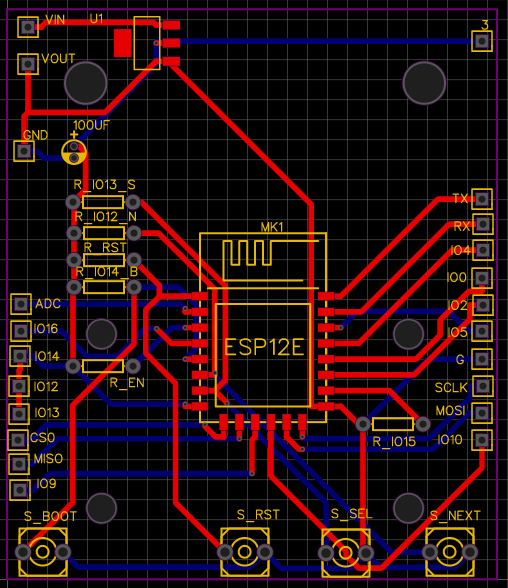 VIN
U1
3
VOUT
GND
+
100UF
R_IO13_S
R_IO12_N
R_RST
R_IO14_B
MK1
TX
RX
IO4
IO0
IO2
IO5
G
SCLK
MOSI
IO10
ADC
IO16
IO14
IO12
IO13
CS0
MISO
IO9
ESP12E
R_EN
R_IO15
S_BOOT
S_RST
S_SEL
S_NEXT